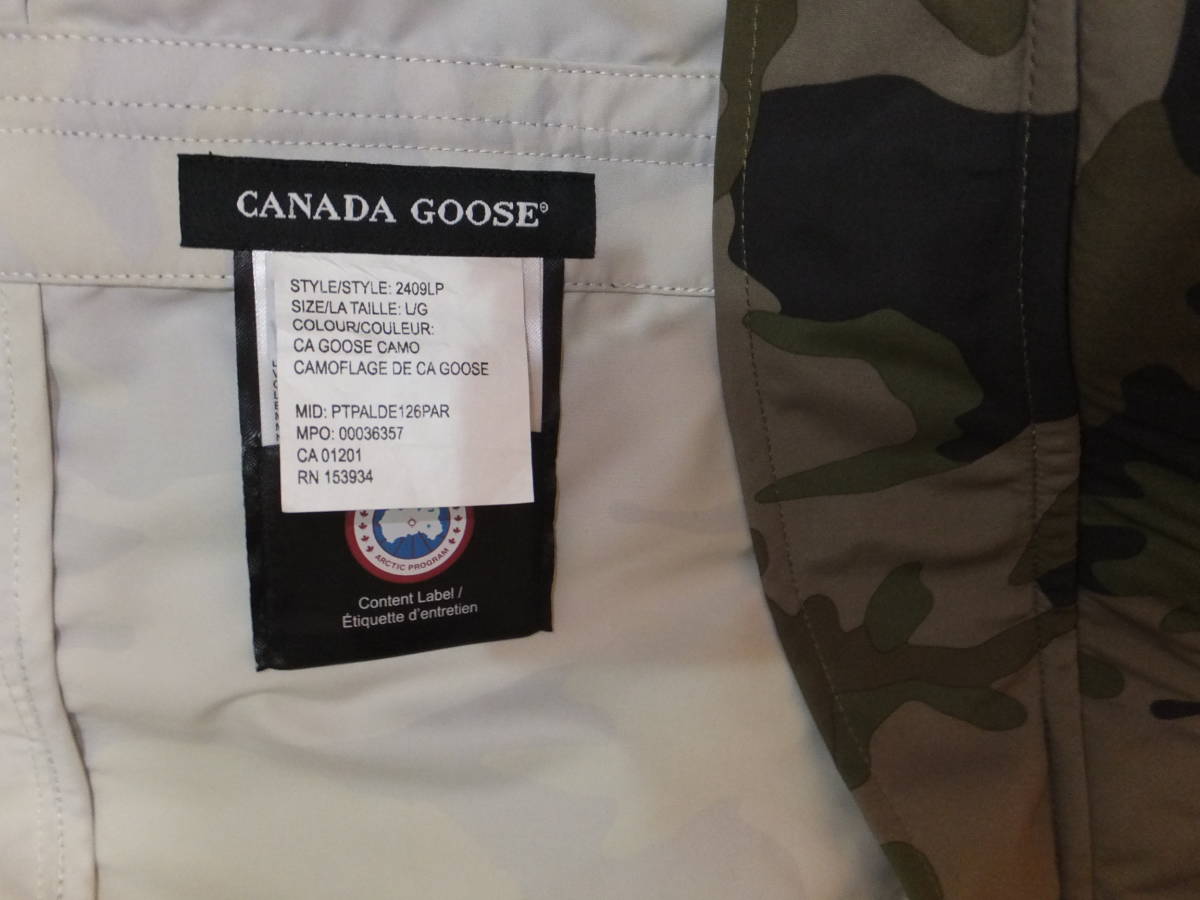 CANADA GOOSE®
STYLE/STYLE: 2409LP
SIZE/LA TAILLE: L/G
COLOUR/COULEUR:
CA GOOSE CAMO
CAMOFLAGE DE CA GOOSE
MID: PTPALDE126PAR
MPO: 00036357
CA 01201
RN 153934
ARCTIC PROGRAM
Content Label /
Étiquette d'entretien